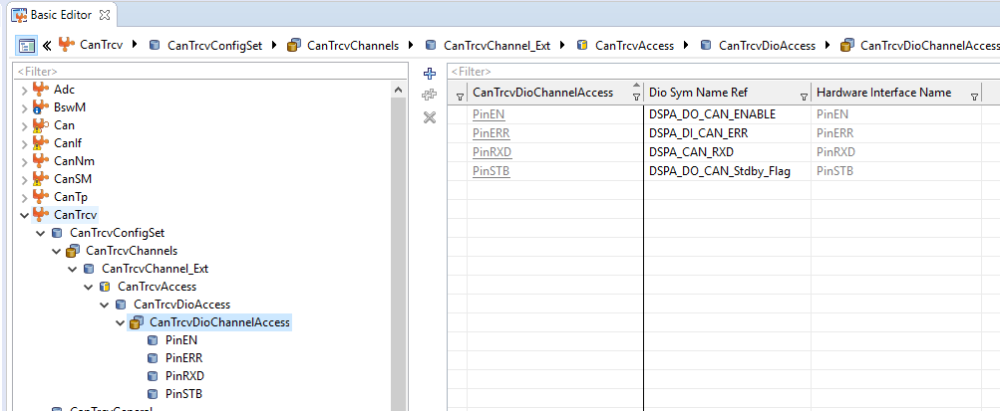 Basic Editor
CanTrcv CanTrcvConfigSet CanTrcvChannels CanTrcvChannel_Ext CanTrcvAccess CanTrcvDioAccess CanTrcvDioChannelAccess
<Filter>
Adc
BswM
Can
CanIf
CanNm
CanSM
CanTp
CanTrcv
CanTrcvConfigSet
CanTrcvChannels
CanTrcvChannel_Ext
CanTrcvAccess
CanTrcvDioAccess
CanTrcvDioChannelAccess
PinEN
PinERR
PinRXD
PinSTB
CanTrcvGeneral
<Filter>
CanTrcvDioChannelAccess Dio Sym Name Ref Hardware Interface Name
PinEN DSPA_DO_CAN_ENABLE PinEN
PinERR DSPA_DI_CAN_ERR PinERR
PinRXD DSPA_CAN_RXD PinRXD
PinSTB DSPA_DO_CAN_Stdby_Flag PinSTB